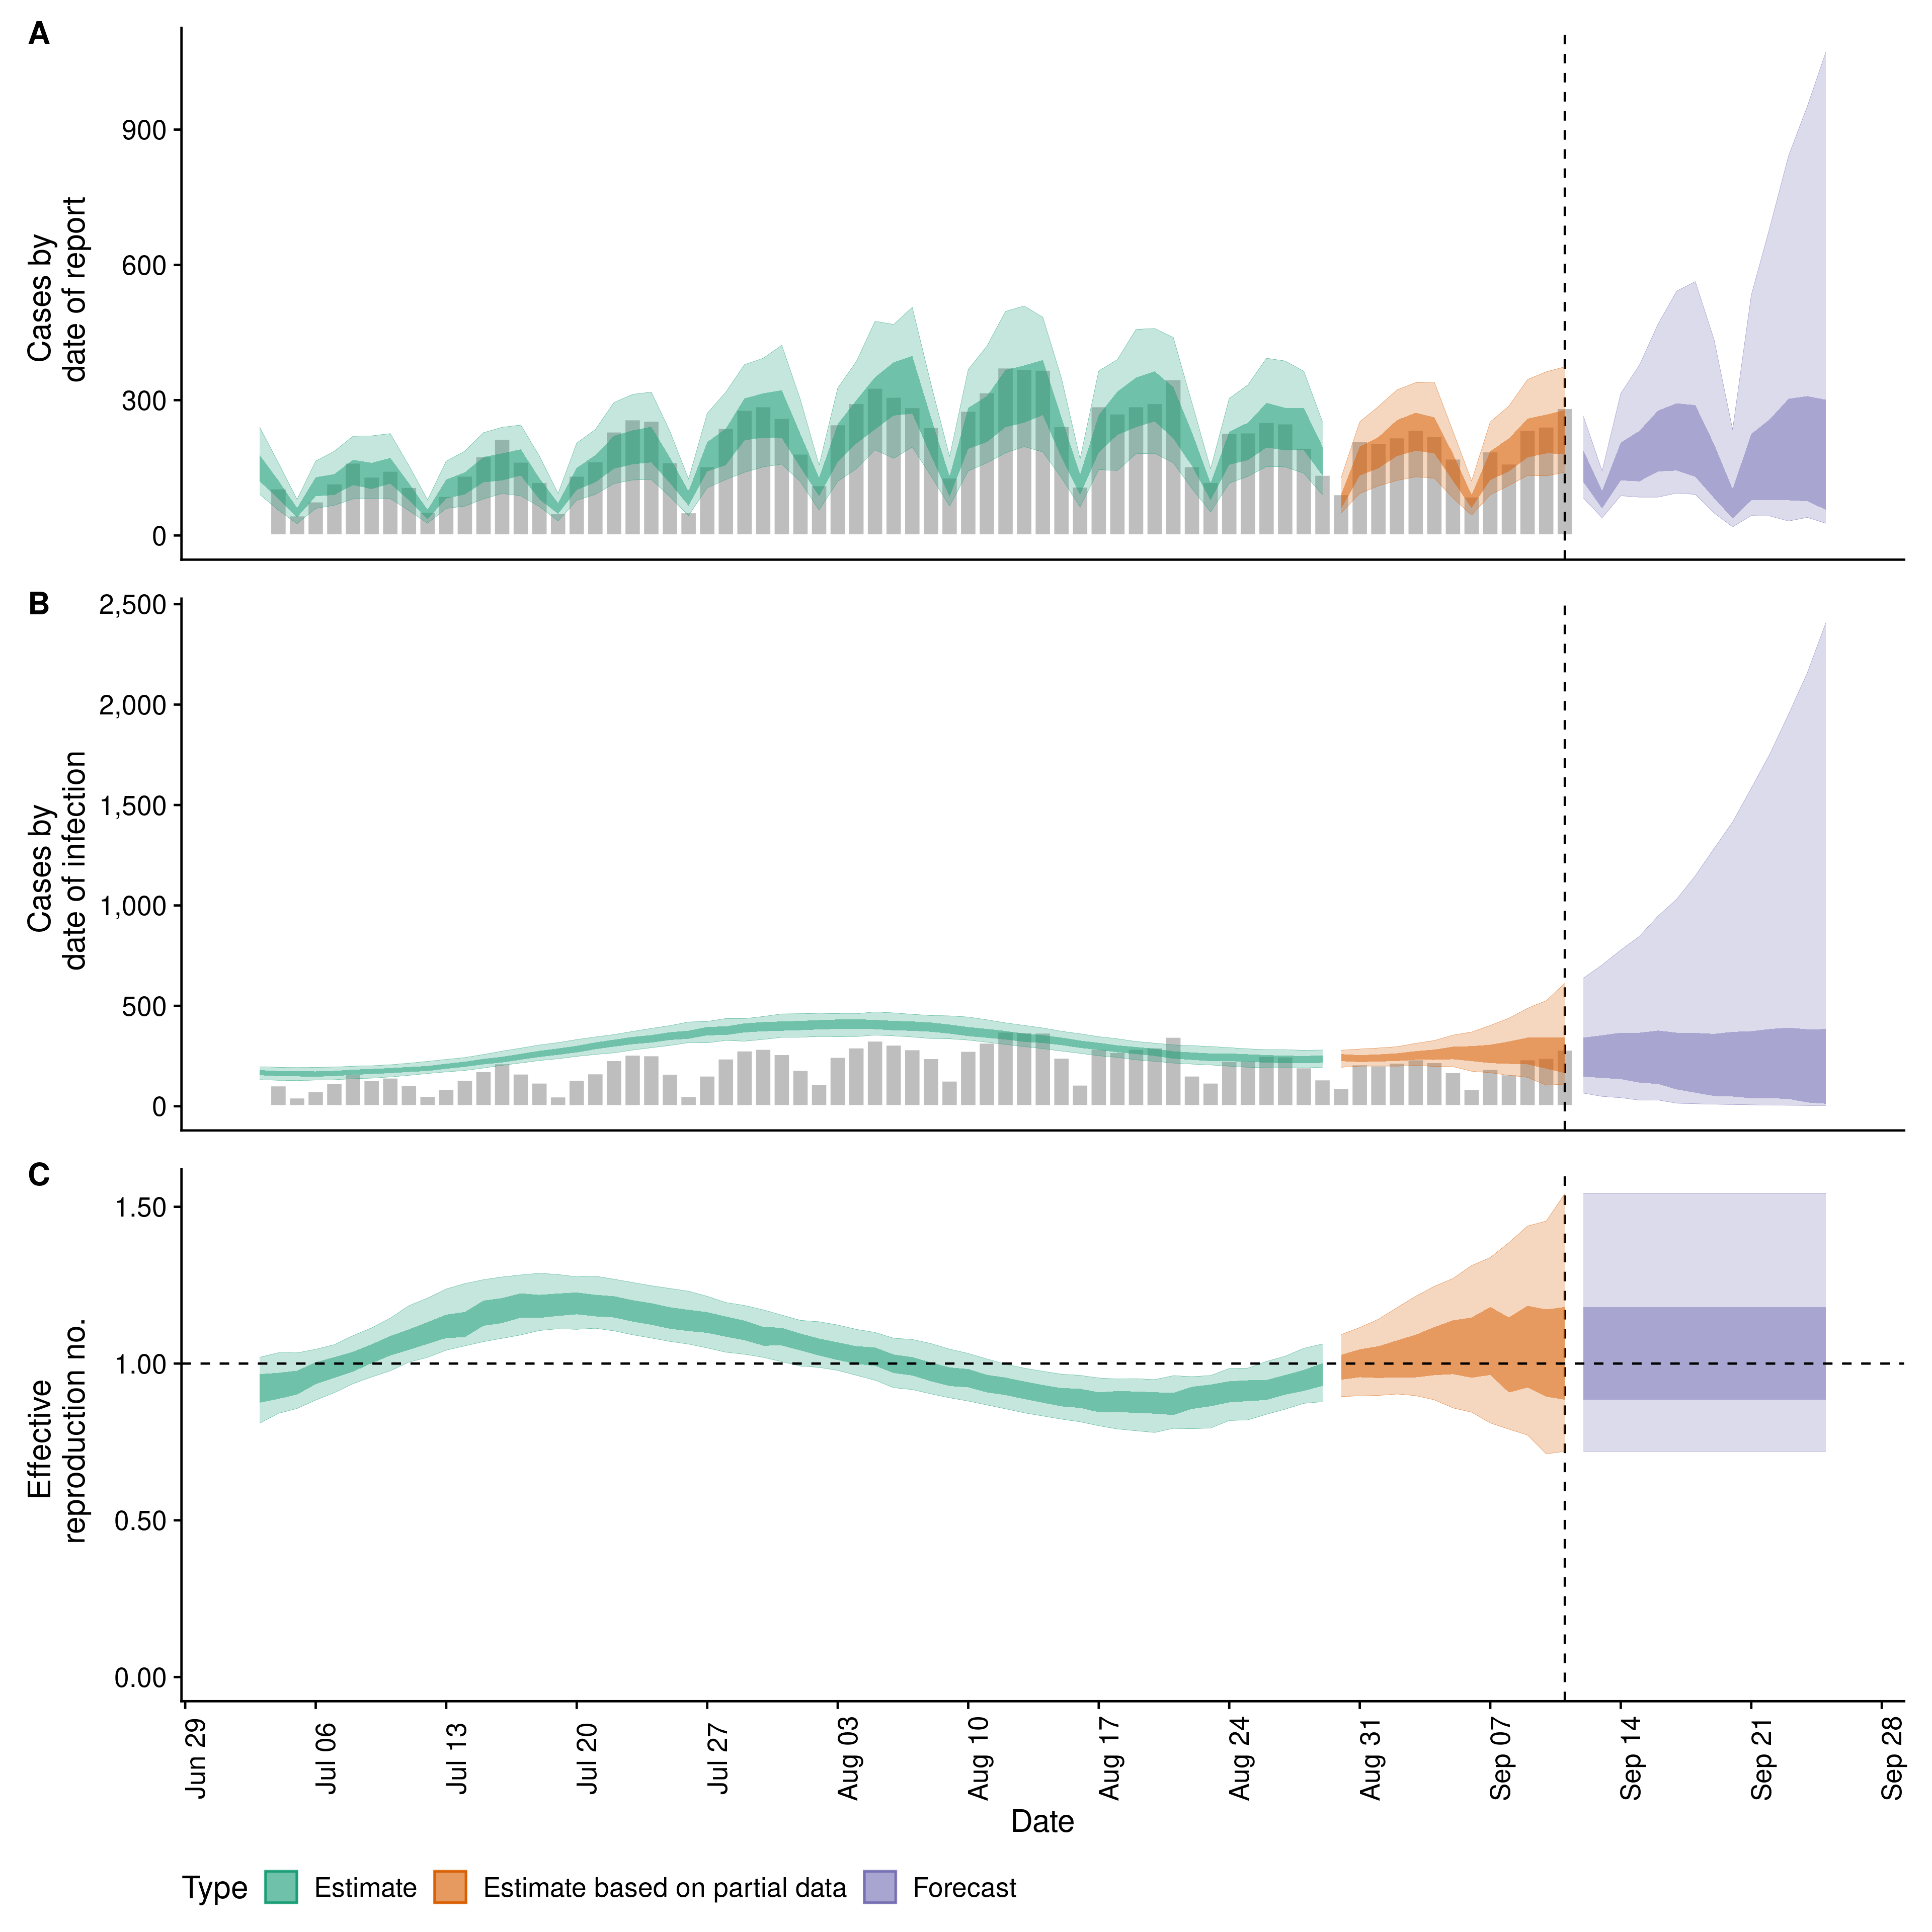 A
900
600
300
0
Cases by
date of report
B
2,500
2,000
1,500
1,000
500
0
Cases by
date of infection
C
1.50
1.00
0.50
0.00
Effective
reproduction no.
Jun 29
Jul 06
Jul 13
Jul 20
Jul 27
Aug 03
Aug 10
Aug 17
Aug 24
Aug 31
Sep 07
Sep 14
Sep 21
Sep 28
Date
Type Estimate Estimate based on partial data Forecast